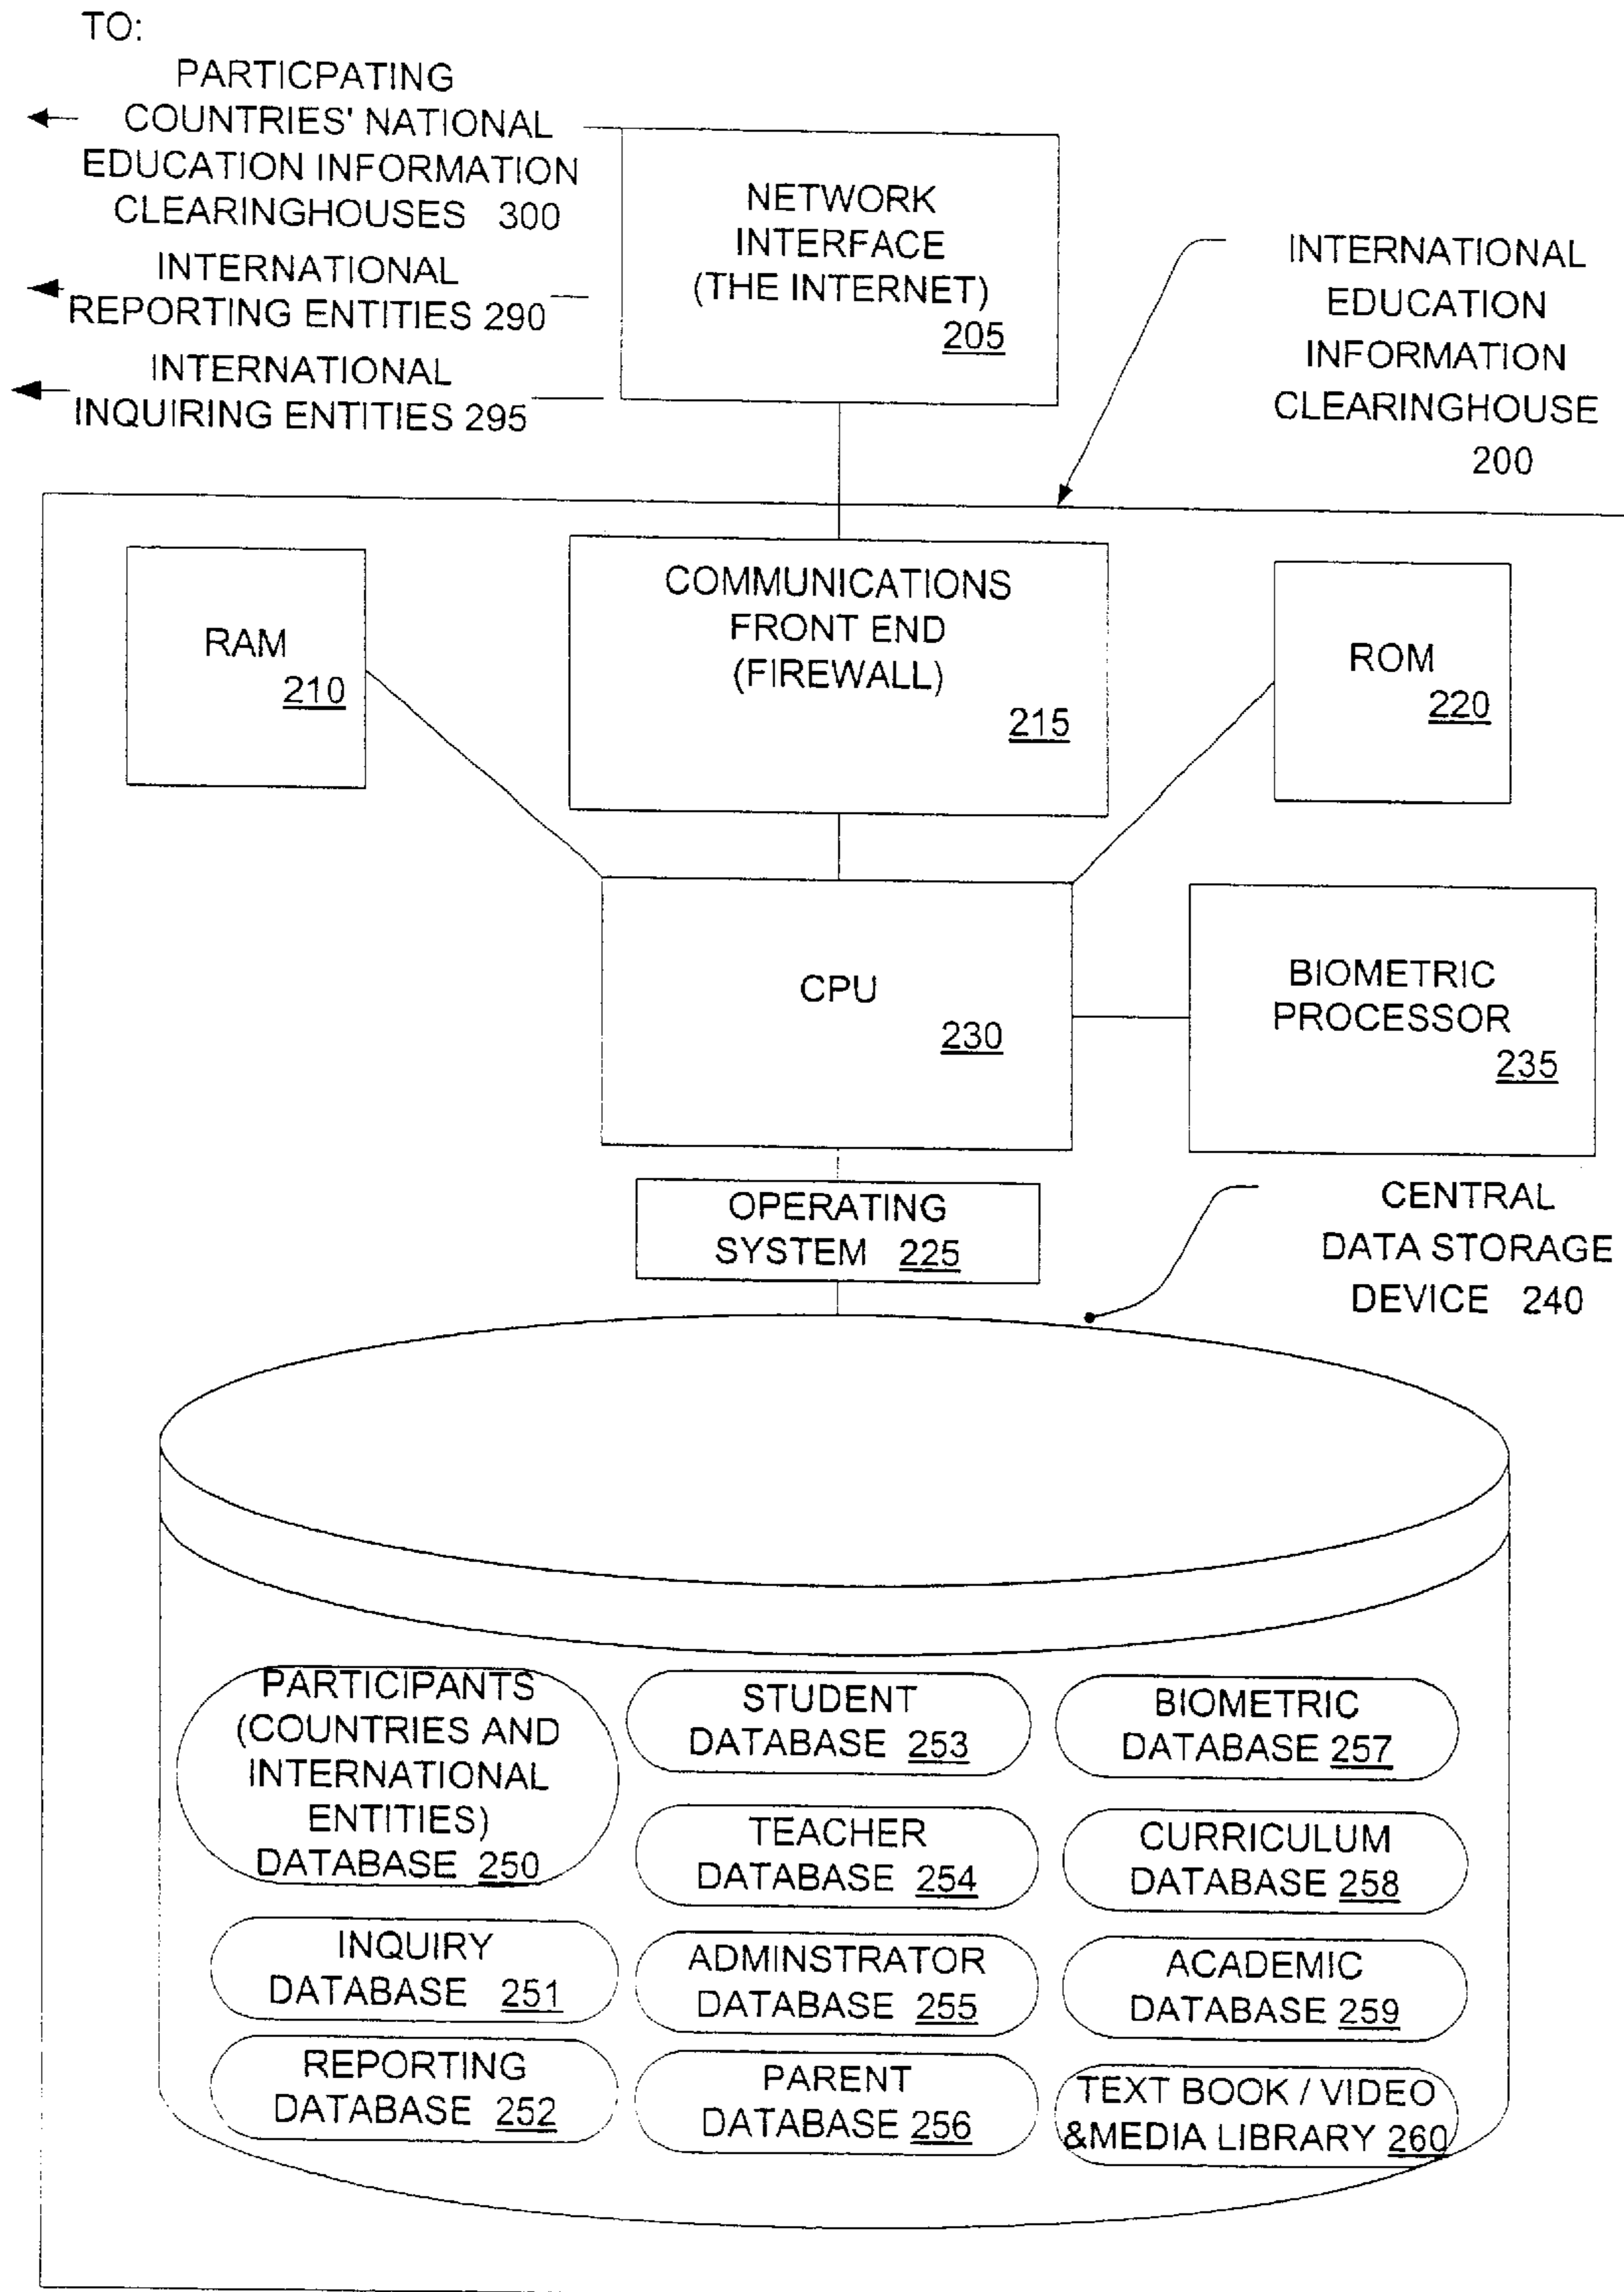 TO:
PARTICPATING
COUNTRIES' NATIONAL
EDUCATION INFORMATION
CLEARINGHOUSES 300
INTERNATIONAL
REPORTING ENTITIES 290
INTERNATIONAL
INQUIRING ENTITIES 295
NETWORK
INTERFACE
(THE INTERNET)
205
INTERNATIONAL
EDUCATION
INFORMATION
CLEARINGHOUSE
200
RAM
210
COMMUNICATIONS
FRONT END
(FIREWALL)
215
ROM
220
CPU
230
BIOMETRIC
PROCESSOR
235
OPERATING
SYSTEM 225
CENTRAL
DATA STORAGE
DEVICE 240
PARTICIPANTS
(COUNTRIES AND
INTERNATIONAL
ENTITIES)
DATABASE 250
INQUIRY
DATABASE 251
REPORTING
DATABASE 252
STUDENT
DATABASE 253
TEACHER
DATABASE 254
ADMINSTRATOR
DATABASE 255
PARENT
DATABASE 256
BIOMETRIC
DATABASE 257
CURRICULUM
DATABASE 258
ACADEMIC
DATABASE 259
TEXT BOOK / VIDEO
&MEDIA LIBRARY 260